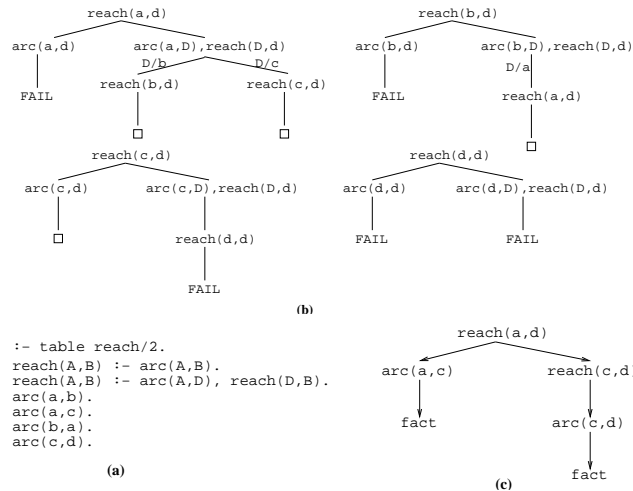 reach(a,d)
arc(a,d) arc(a,D),reach(D,d)
D/b D/c
reach(b,d) reach(c,d)
FAIL
reach(b,d)
arc(b,d) arc(b,D),reach(D,d)
D/a
FAIL
reach(a,d)
reach(c,d)
arc(c,d) arc(c,D),reach(D,d)
reach(d,d)
FAIL
reach(d,d)
arc(d,d) arc(d,D),reach(D,d)
FAIL FAIL
(b)
:- table reach/2.
reach(A,B) :- arc(A,B).
reach(A,B) :- arc(A,D), reach(D,B).
arc(a,b).
arc(a,c).
arc(b,a).
arc(c,d).
(a)
reach(a,d)
arc(a,c) reach(c,d)
fact arc(c,d)
fact
(c)